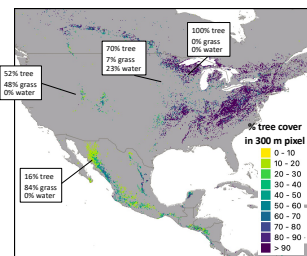 100% tree
0% grass
0% water
70% tree
7% grass
23% water
52% tree
48% grass
0% water
16% tree
84% grass
0% water
% tree cover
in 300 m pixel
0 - 10
10 - 20
20 - 30
30 - 40
40 - 50
50 - 60
60 - 70
70 - 80
80 - 90
> 90